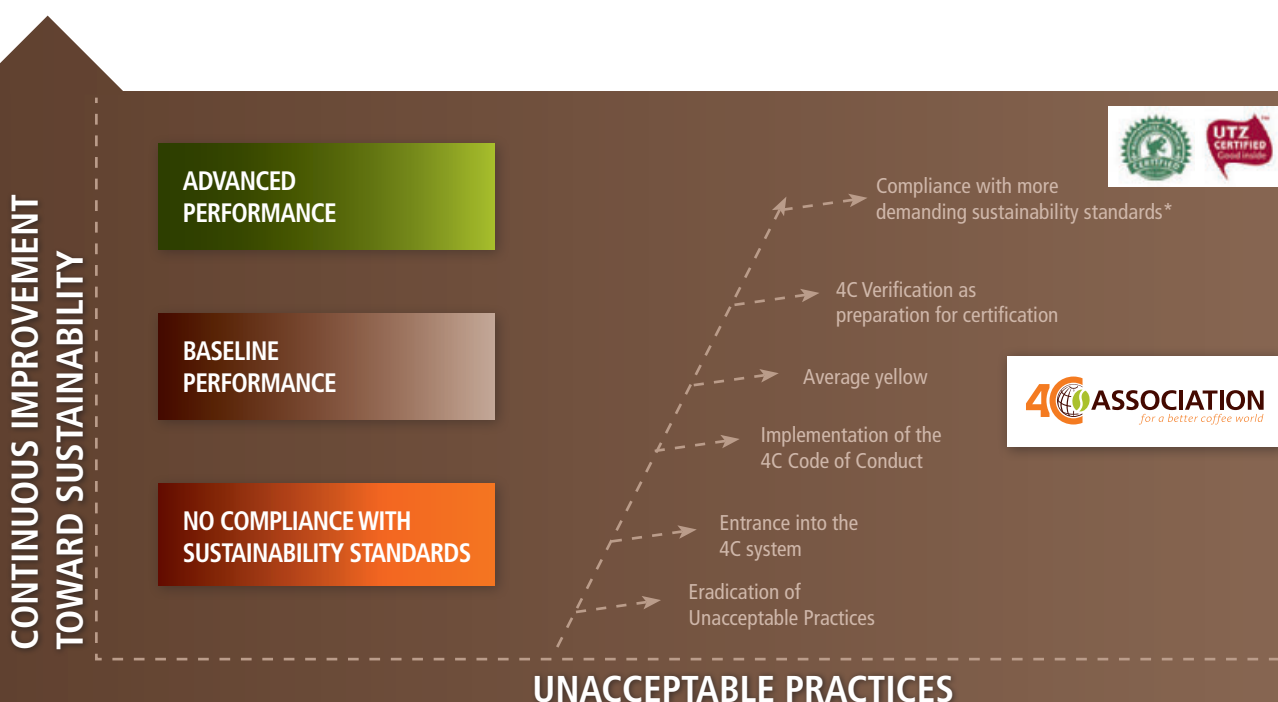 CONTINUOUS IMPROVEMENT
TOWARD SUSTAINABILITY
ADVANCED
PERFORMANCE
BASELINE
PERFORMANCE
NO COMPLIANCE WITH
SUSTAINABILITY STANDARDS
Compliance with more
demanding sustainability standards*
4C Verification as
preparation for certification
Average yellow
Implementation of the
4C Code of Conduct
Entrance into the
4C system
Eradication of
Unacceptable Practices
CERTIFIED
UTZ
CERTIFIED
Good inside
TM
4C ASSOCIATION
for a better coffee world
UNACCEPTABLE PRACTICES